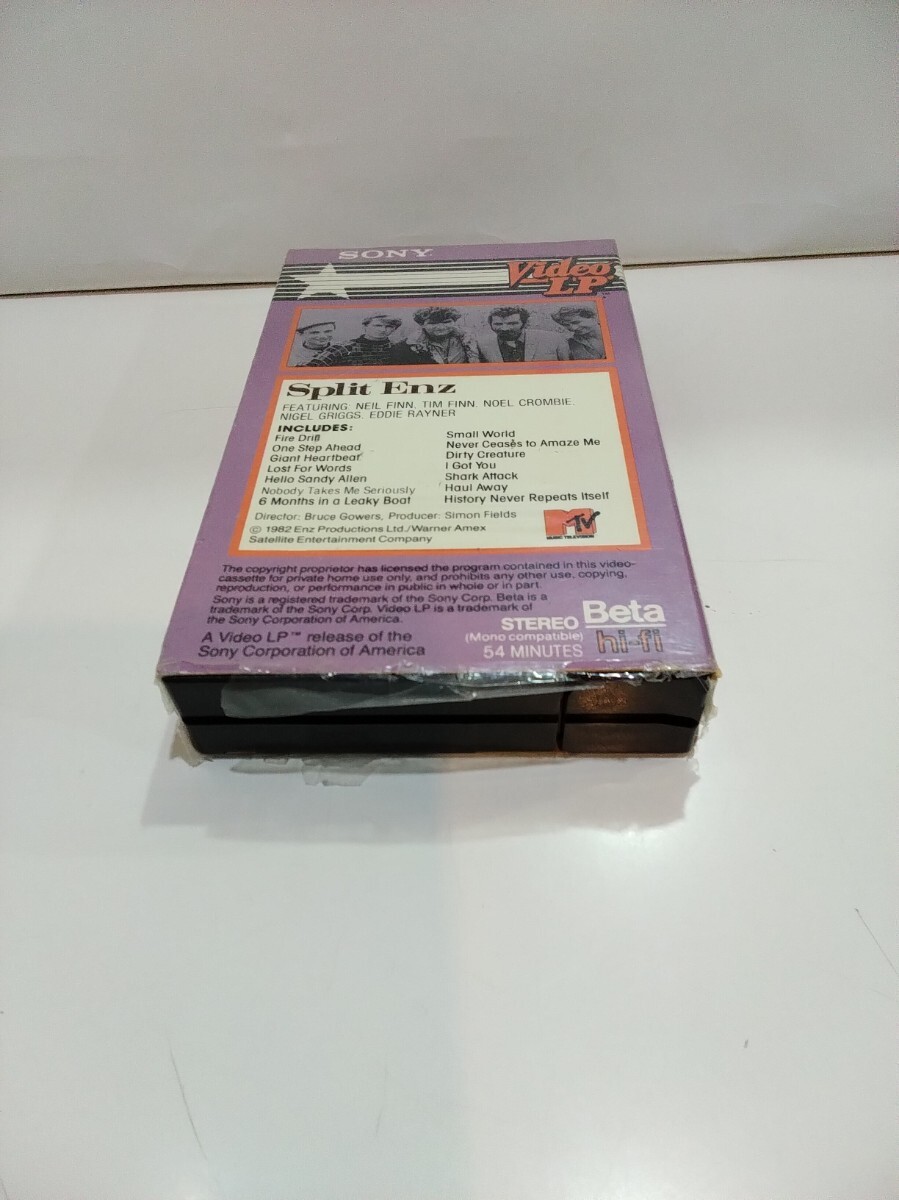 SONY
Video
LP™
Split Enz
FEATURING NEIL FINN, TIM FINN, NOEL CROMBIE,
NIGEL GRIGGS, EDDIE RAYNER
INCLUDES:
Fire Drill
One Step Ahead
Giant Heartbeat
Lost For Words
Hello Sandy Allen
Nobody Takes Me Seriously
6 Months in a Leaky Boat
Small World
Never Ceases to Amaze Me
Dirty Creature
I Got You
Shark Attack
Haul Away
History Never Repeats Itself
Director: Bruce Gowers, Producer: Simon Fields
© 1982 Enz Productions Ltd./Warner Amex
Satellite Entertainment Company
MTV
MUSIC TELEVISION
The copyright proprietor has licensed the program contained in this video-
cassette for private home use only, and prohibits any other use, copying,
reproduction, or performance in public in whole or in part.
Sony is a registered trademark of the Sony Corp. Beta is a
trademark of the Sony Corp. Video LP is a trademark of
the Sony Corporation of America.
A Video LP™ release of the
Sony Corporation of America
STEREO
(Mono compatible)
54 MINUTES
Beta
hi-fi